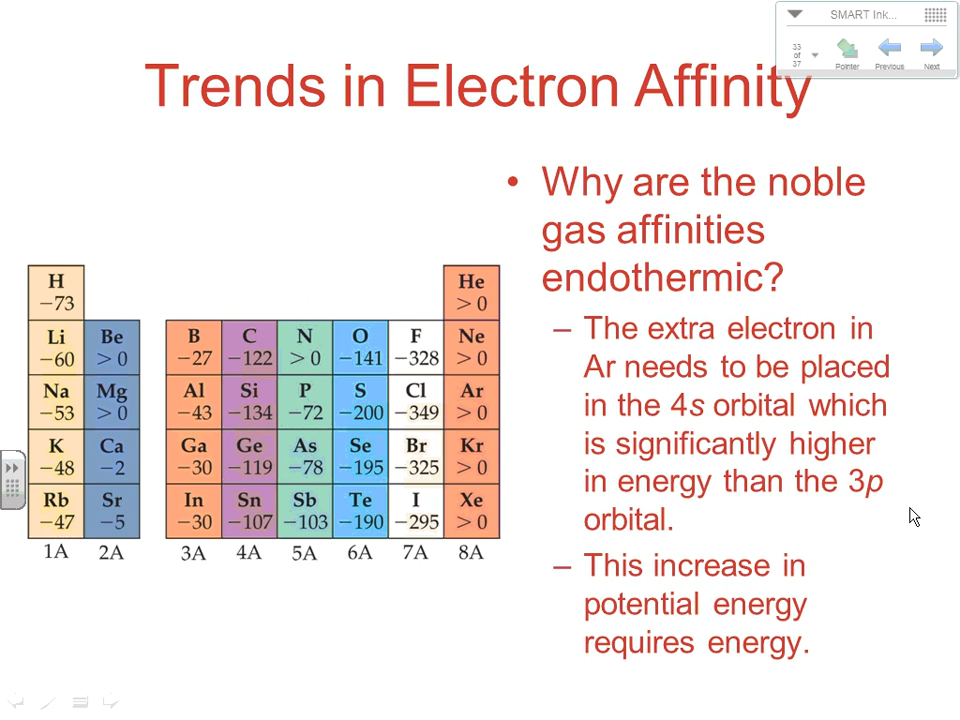 SMART Ink...
33
of
37
Pointer Previous Next
Trends in Electron Affinity
• Why are the noble
gas affinities
endothermic?
– The extra electron in
Ar needs to be placed
in the 4s orbital which
is significantly higher
in energy than the 3p
orbital.
– This increase in
potential energy
requires energy.
H He
−73 > 0
Li Be B C N O F Ne
−60 > 0 −27 −122 > 0 −141 −328 > 0
Na Mg Al Si P S Cl Ar
−53 > 0 −43 −134 −72 −200 −349 > 0
K Ca Ga Ge As Se Br Kr
−48 −2 −30 −119 −78 −195 −325 > 0
Rb Sr In Sn Sb Te I Xe
−47 −5 −30 −107 −103 −190 −295 > 0
1A 2A 3A 4A 5A 6A 7A 8A